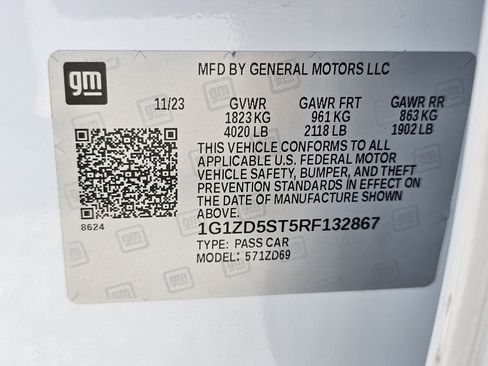 gm
MFD BY GENERAL MOTORS LLC
11/23 GVWR GAWR FRT GAWR RR
1823 KG 961 KG 863 KG
4020 LB 2118 LB 1902 LB
THIS VEHICLE CONFORMS TO ALL
APPLICABLE U.S. FEDERAL MOTOR
VEHICLE SAFETY, BUMPER, AND THEFT
PREVENTION STANDARDS IN EFFECT ON
THE DATE OF MANUFACTURE SHOWN
ABOVE.
8624
1G1ZD5ST5RF132867
TYPE: PASS CAR
MODEL: 571ZD69